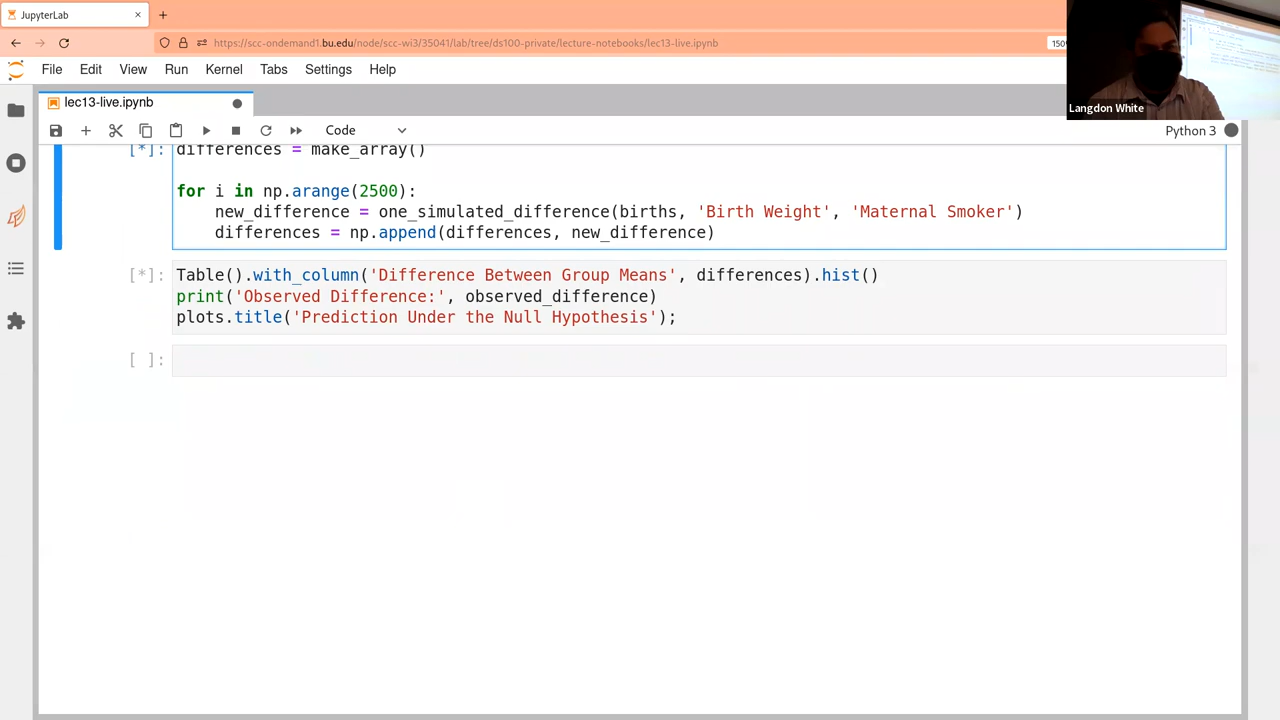 JupyterLab
https://scc-ondemand1.bu.edu/node/scc-wi3/35041/lab/tree/ds100-private/lecture-notebooks/lec13-live.ipynb
File Edit View Run Kernel Tabs Settings Help
Langdon White
lec13-live.ipynb
Code
Python 3
[*]: differences = make_array()
for i in np.arange(2500):
new_difference = one_simulated_difference(births, 'Birth Weight', 'Maternal Smoker')
differences = np.append(differences, new_difference)
[*]: Table().with_column('Difference Between Group Means', differences).hist()
print('Observed Difference:', observed_difference)
plots.title('Prediction Under the Null Hypothesis');
[ ]: